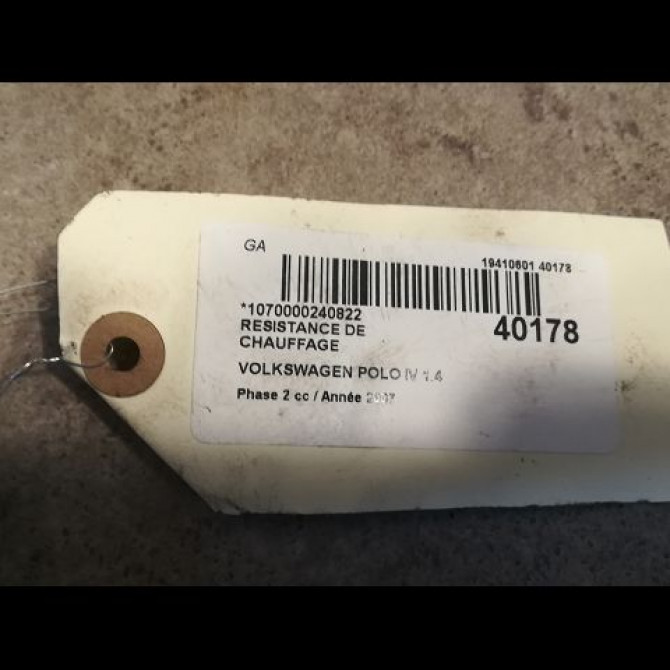 GA
19410601 40178
*1070000240822
RESISTANCE DE
40178
CHAUFFAGE
VOLKSWAGEN POLO IV 1.4
Phase 2 cc / Année